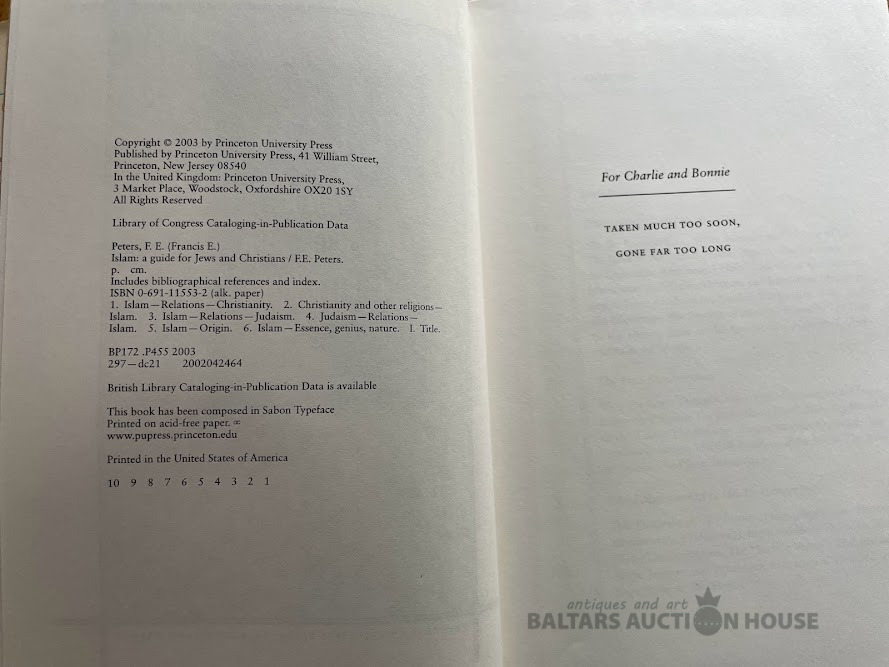 Copyright © 2003 by Princeton University Press
Published by Princeton University Press, 41 William Street,
Princeton, New Jersey 08540
In the United Kingdom: Princeton University Press,
3 Market Place, Woodstock, Oxfordshire OX20 1SY
All Rights Reserved
Library of Congress Cataloging-in-Publication Data
Peters, F. E. (Francis E.)
Islam: a guide for Jews and Christians / F.E. Peters.
p. cm.
Includes bibliographical references and index.
ISBN 0-691-11553-2 (alk. paper)
1. Islam—Relations—Christianity. 2. Christianity and other religions—
Islam. 3. Islam—Relations—Judaism. 4. Judaism—Relations—
Islam. 5. Islam—Origin. 6. Islam—Essence, genius, nature. I. Title.
BP172 .P455 2003
297—dc21 2002042464
British Library Cataloging-in-Publication Data is available
This book has been composed in Sabon Typeface
Printed on acid-free paper. ∞
www.pupress.princeton.edu
Printed in the United States of America
10 9 8 7 6 5 4 3 2 1
For Charlie and Bonnie
TAKEN MUCH TOO SOON,
GONE FAR TOO LONG
antiques and art
BALTARS AUCTION HOUSE